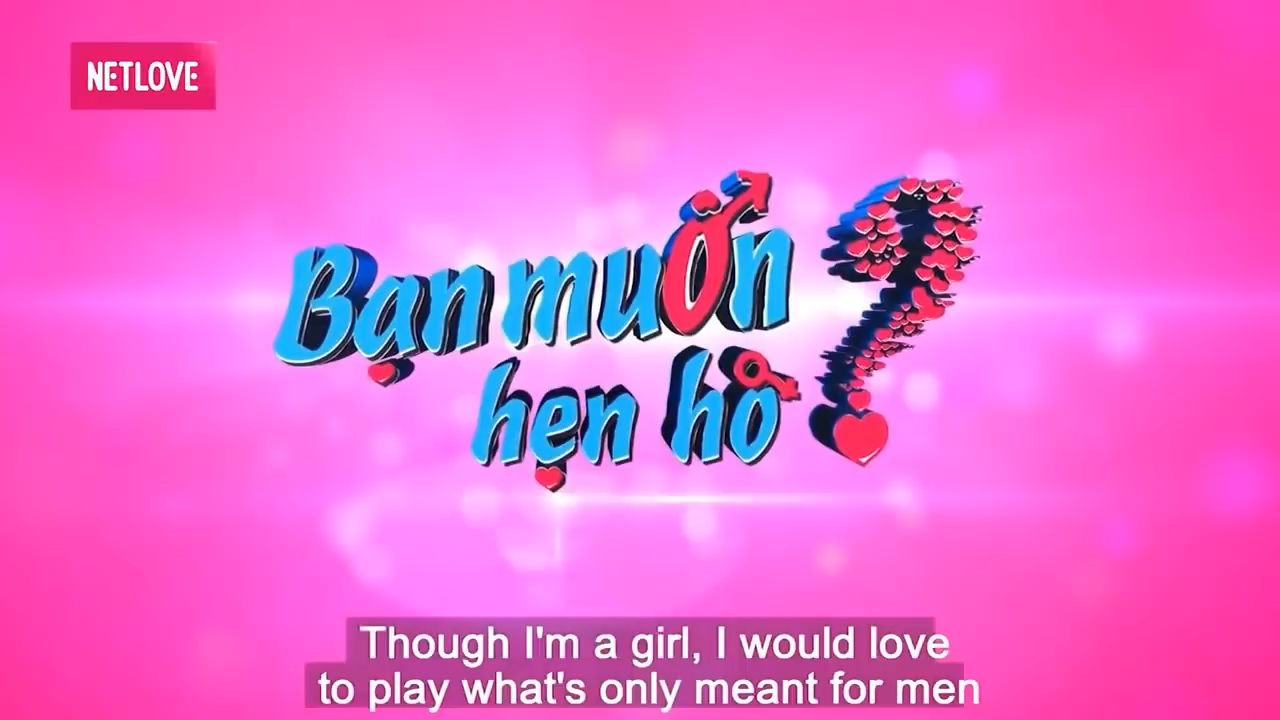 NETLOVE
Bạn muốn
hẹn hò?
Though I'm a girl, I would love
to play what's only meant for men